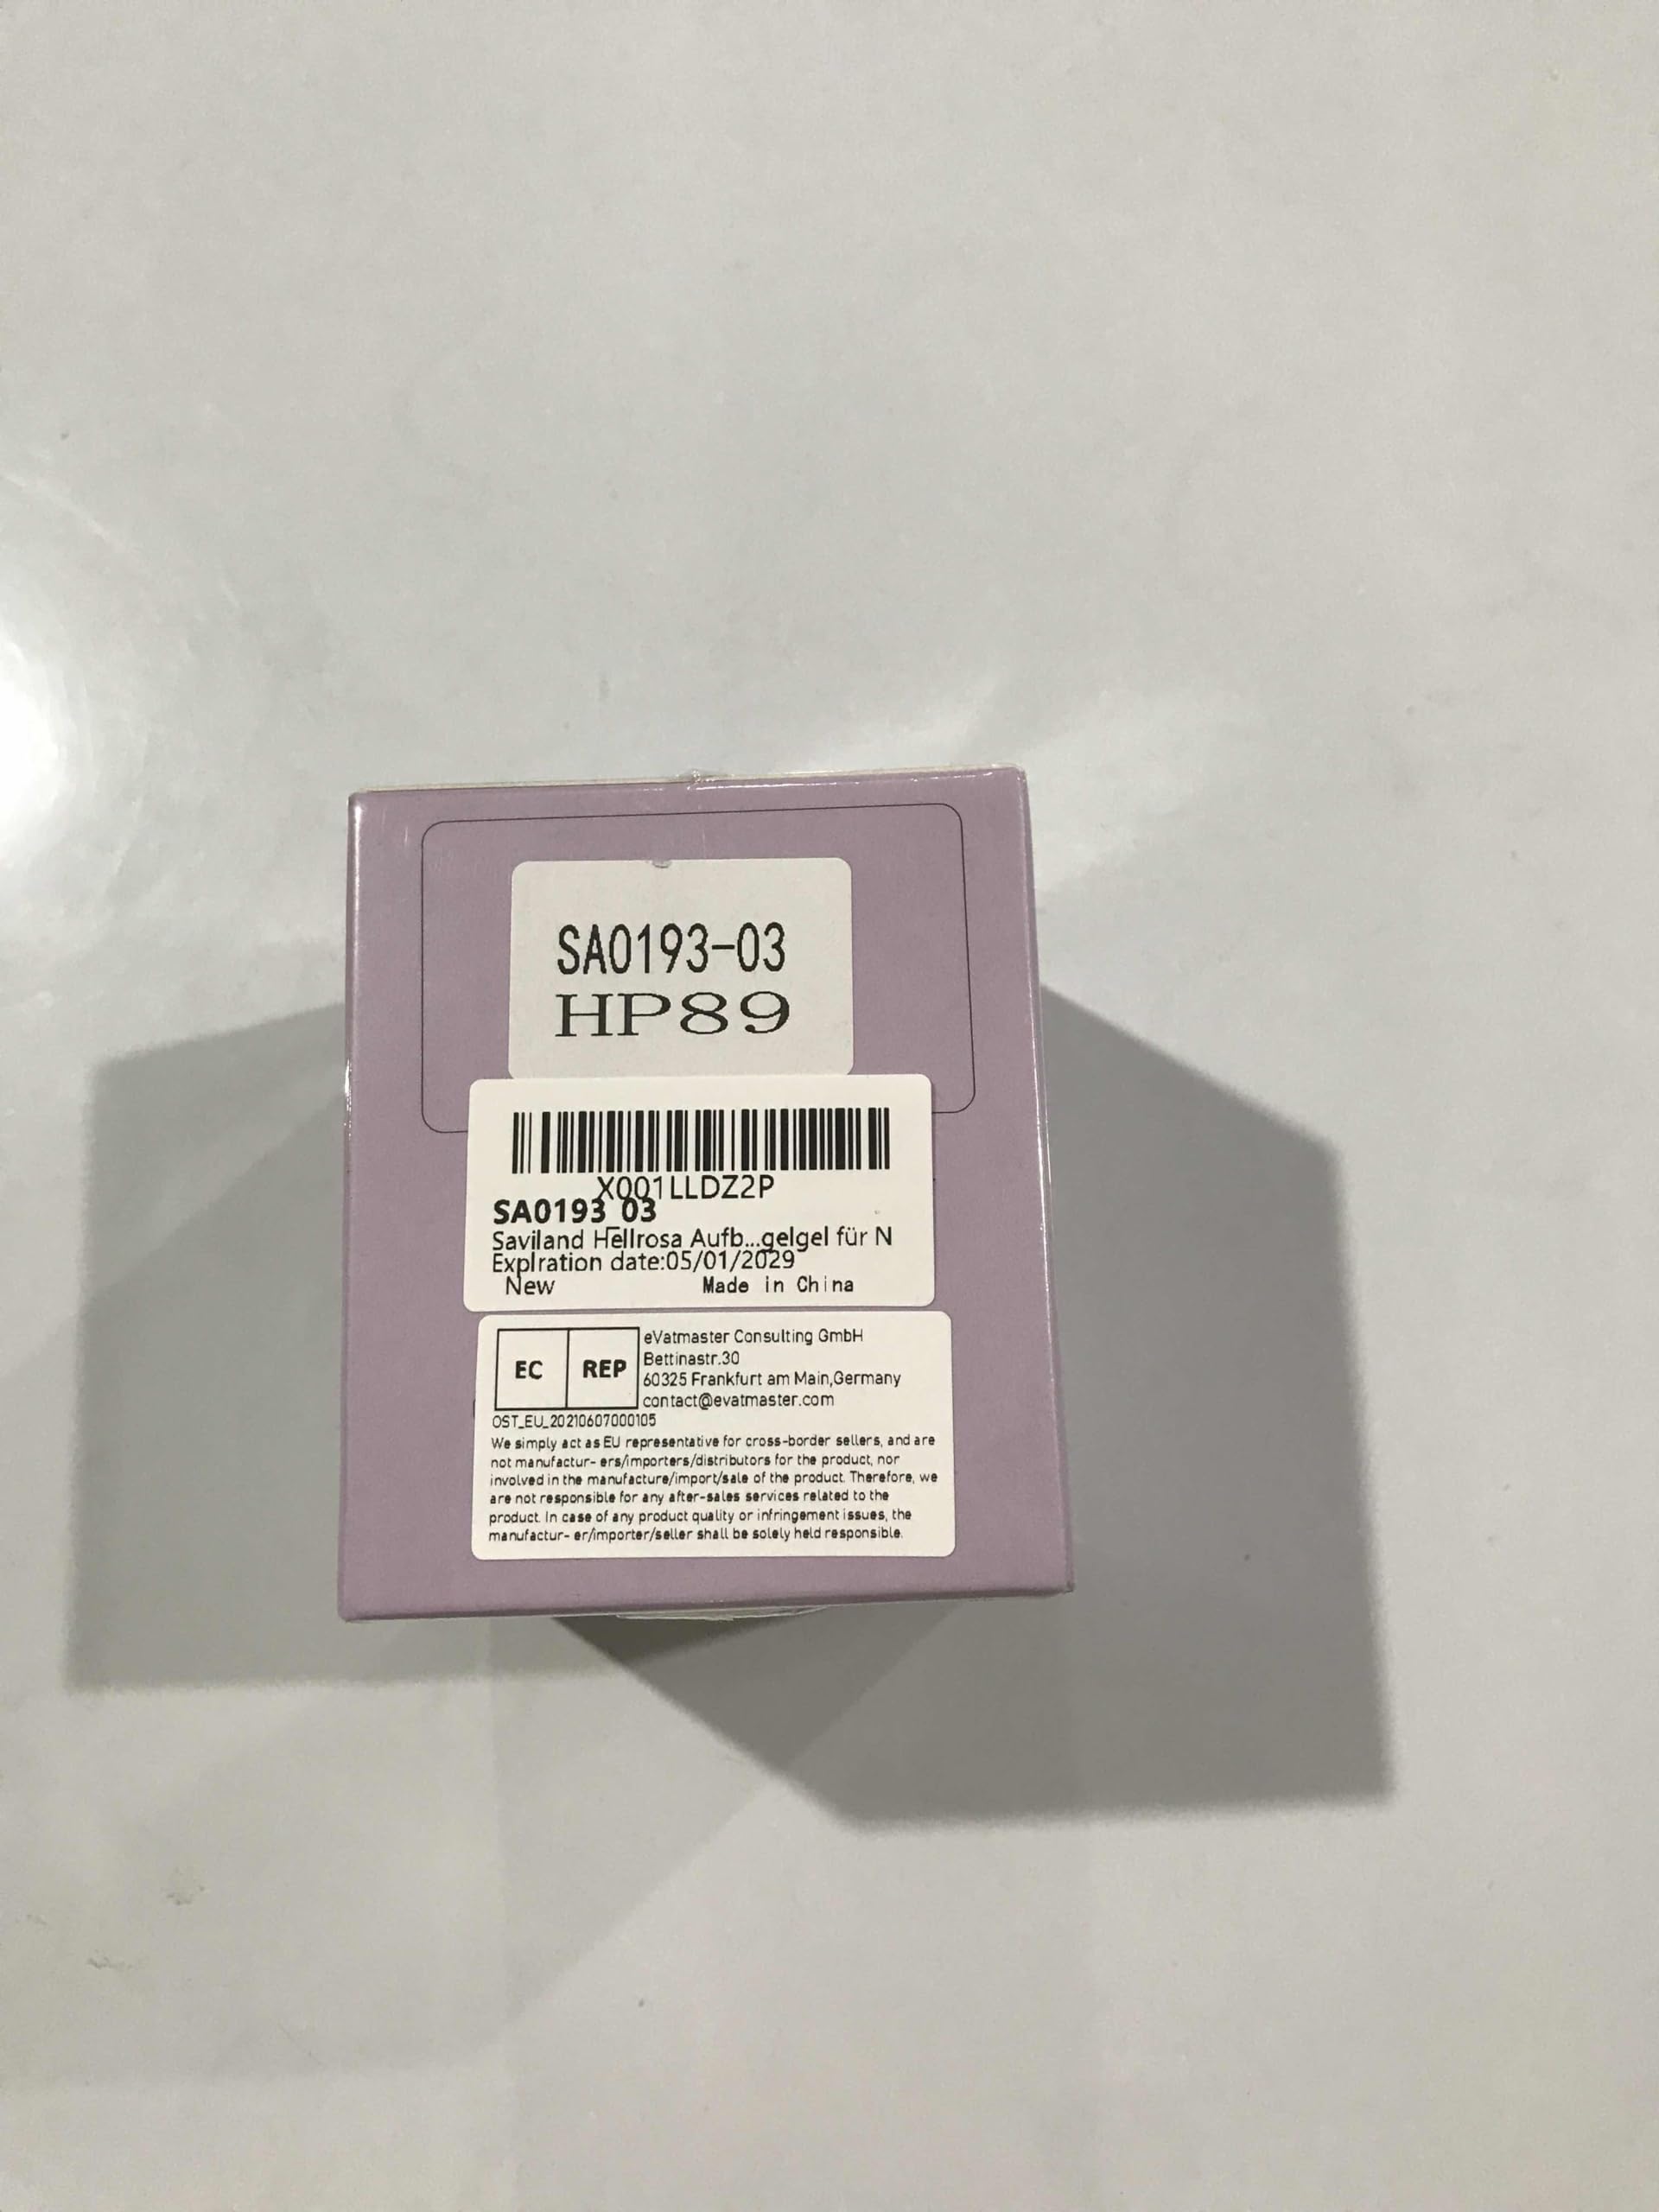 SA0193-03
HP89
X001LLDZ2P
SA0193_03
Saviland Hellrosa Aufb...gelgel für N
Expiration date:05/01/2029
New Made in China
EC REP
eVatmaster Consulting GmbH
Bettinastr.30
60325 Frankfurt am Main,Germany
contact@evatmaster.com
OST_EU_20210607000105
We simply act as EU representative for cross-border sellers, and are
not manufactur- ers/importers/distributors for the product, nor
involved in the manufacture/import/sale of the product. Therefore, we
are not responsible for any after-sales services related to the
product. In case of any product quality or infringement issues, the
manufactur- er/importer/seller shall be solely held responsible.